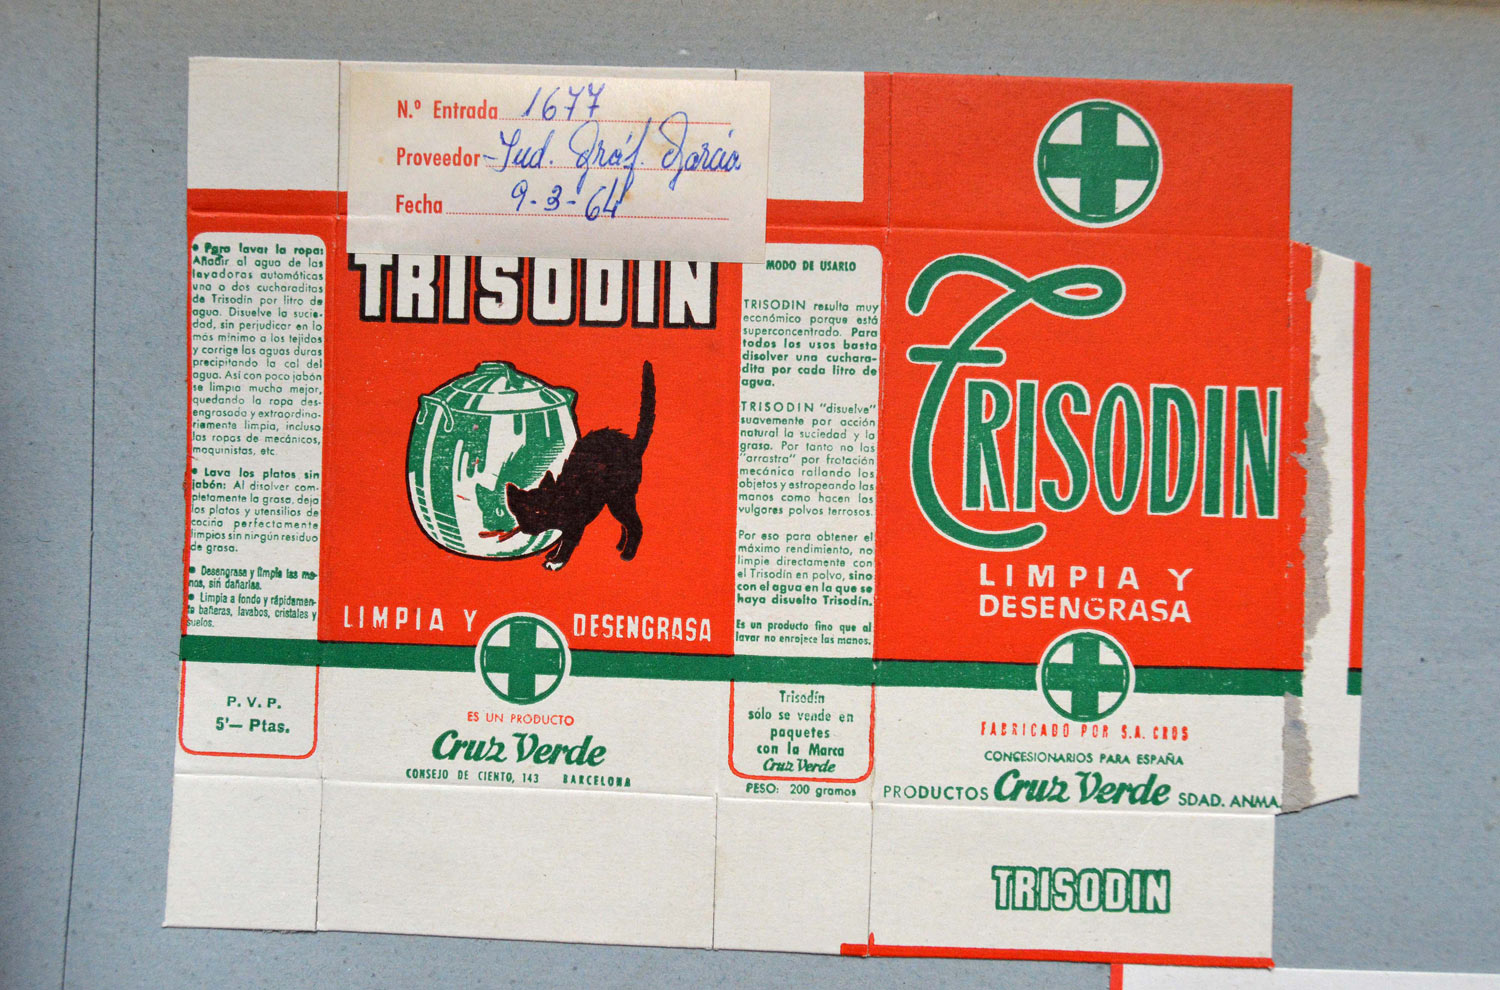 N.º Entrada 1677
Proveedor Ind. Gráf. García
Fecha 9-3-64
• Para lavar la ropa:
Añadir al agua de las
lavadoras automóticas
una o dos cucharaditas
de Trisodin por litro de
agua. Disuelve la sucie-
dad, sin perjudicar en lo
más mínimo a los tejidos
y corrige las aguas duras
precipitando la cal del
agua. Así con poco jabón
se limpia mucho mejor,
quedando la ropa des-
engrasada y extraordina-
riamente limpia, incluso
las ropas de mecánicos,
maquinistas, etc.
• Lava los platos sin
jabón: Al disolver com-
pletamente la grasa, deja
los platos y utensilios de
cocina perfectamente
limpios sin ningún residuo
de grasa.
• Desengrasa y limpia las ma-
nos, sin dañarlas.
• Limpia a fondo y rápidamen-
te bañeras, lavabos, cristales y
suelos.
P. V. P.
5'— Ptas.
TRISODIN
LIMPIA Y DESENGRASA
ES UN PRODUCTO
Cruz Verde
CONSEJO DE CIENTO, 143 BARCELONA
MODO DE USARLO
TRISODIN resulta muy
económico porque está
superconcentrado. Para
todos los usos basta
disolver una cuchara-
dita por cada litro de
agua.
TRISODIN "disuelve"
suavemente por acción
natural la suciedad y la
grasa. Por tanto no las
"arrastra" por frotación
mecánica rallando los
objetos y estropeando las
manos como hacen los
vulgares polvos terrosos.
Por eso para obtener el
máximo rendimiento, no
limpie directamente con
el Trisodín en polvo, sino
con el agua en la que se
haya disuelto Trisodín.
Es un producto fino que al
lavar no enrojece las manos.
Trisodín
sólo se vende en
paquetes
con la Marca
Cruz Verde
PESO: 200 gramos
TRISODIN
LIMPIA Y
DESENGRASA
FABRICADO POR S.A. CROS
CONCESIONARIOS PARA ESPAÑA
PRODUCTOS Cruz Verde SDAD. ANMA.
TRISODIN